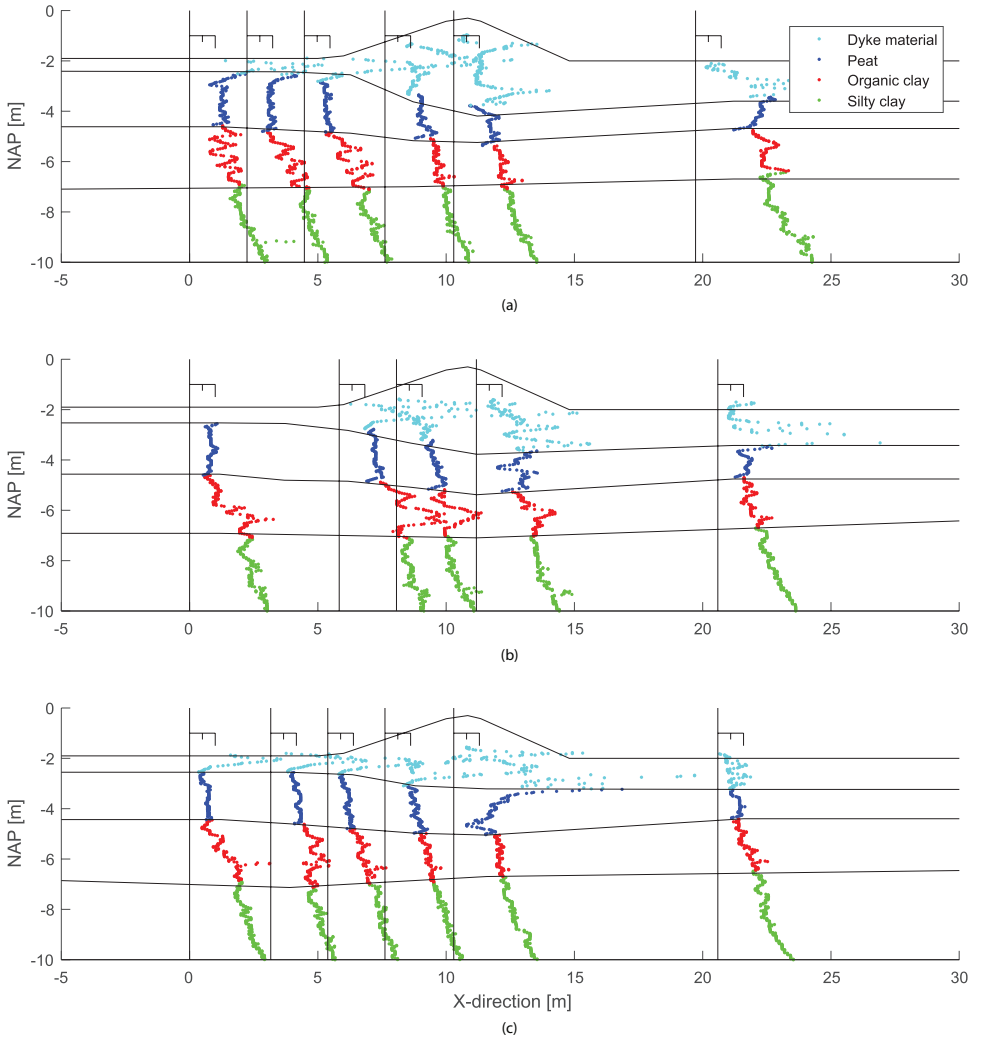 0
-2
-4
-6
-8
-10
NAP [m]
Dyke material
Peat
Organic clay
Silty clay
-5 0 5 10 15 20 25 30
(a)
0
-2
-4
-6
-8
-10
NAP [m]
-5 0 5 10 15 20 25 30
(b)
0
-2
-4
-6
-8
-10
NAP [m]
-5 0 5 10 15 20 25 30
X-direction [m]
(c)